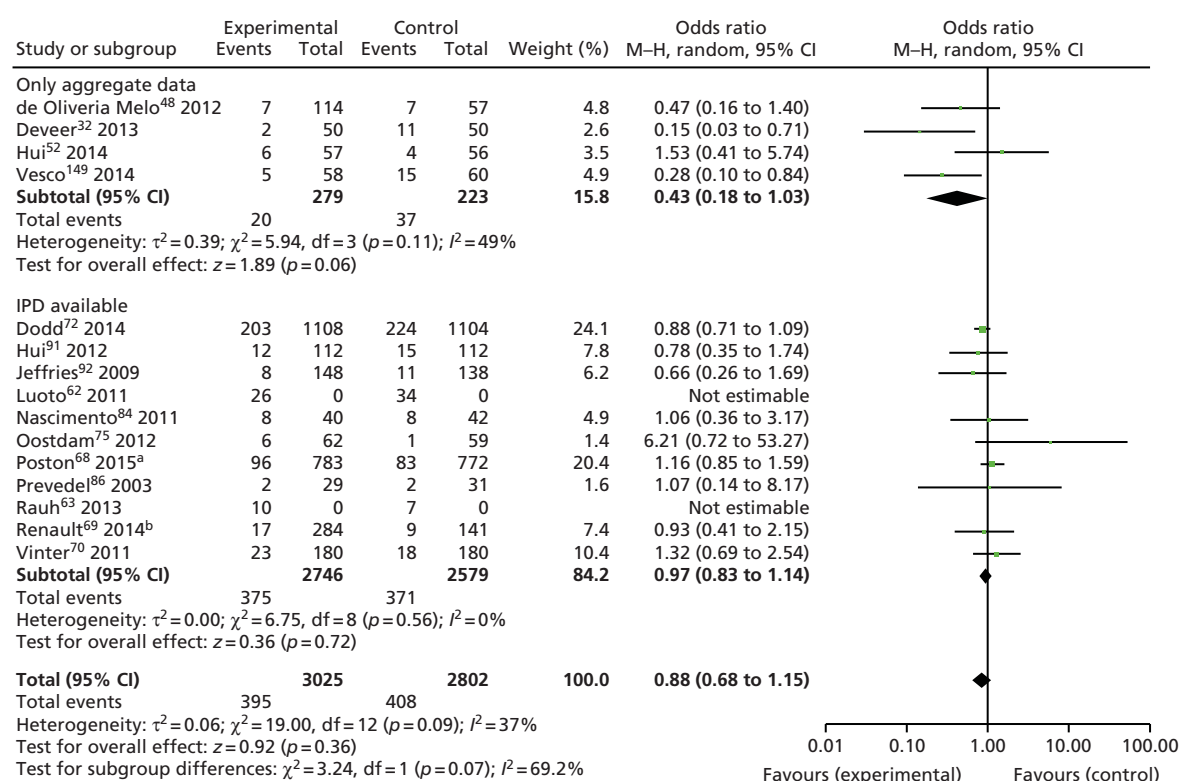 Experimental Control Odds ratio Odds ratio
Study or subgroup Events Total Events Total Weight (%) M–H, random, 95% CI M–H, random, 95% CI
Only aggregate data
de Oliveria Melo⁴⁸ 2012 7 114 7 57 4.8 0.47 (0.16 to 1.40)
Deveer³² 2013 2 50 11 50 2.6 0.15 (0.03 to 0.71)
Hui⁵² 2014 6 57 4 56 3.5 1.53 (0.41 to 5.74)
Vesco¹⁴⁹ 2014 5 58 15 60 4.9 0.28 (0.10 to 0.84)
Subtotal (95% CI) 279 223 15.8 0.43 (0.18 to 1.03)
Total events 20 37
Heterogeneity: τ²=0.39; χ²=5.94, df=3 (p=0.11); I²=49%
Test for overall effect: z=1.89 (p=0.06)
IPD available
Dodd⁷² 2014 203 1108 224 1104 24.1 0.88 (0.71 to 1.09)
Hui⁹¹ 2012 12 112 15 112 7.8 0.78 (0.35 to 1.74)
Jeffries⁹² 2009 8 148 11 138 6.2 0.66 (0.26 to 1.69)
Luoto⁶² 2011 26 0 34 0 Not estimable
Nascimento⁸⁴ 2011 8 40 8 42 4.9 1.06 (0.36 to 3.17)
Oostdam⁷⁵ 2012 6 62 1 59 1.4 6.21 (0.72 to 53.27)
Poston⁶⁸ 2015ᵃ 96 783 83 772 20.4 1.16 (0.85 to 1.59)
Prevedel⁸⁶ 2003 2 29 2 31 1.6 1.07 (0.14 to 8.17)
Rauh⁶³ 2013 10 0 7 0 Not estimable
Renault⁶⁹ 2014ᵇ 17 284 9 141 7.4 0.93 (0.41 to 2.15)
Vinter⁷⁰ 2011 23 180 18 180 10.4 1.32 (0.69 to 2.54)
Subtotal (95% CI) 2746 2579 84.2 0.97 (0.83 to 1.14)
Total events 375 371
Heterogeneity: τ²=0.00; χ²=6.75, df=8 (p=0.56); I²=0%
Test for overall effect: z=0.36 (p=0.72)
Total (95% CI) 3025 2802 100.0 0.88 (0.68 to 1.15)
Total events 395 408
Heterogeneity: τ²=0.06; χ²=19.00, df=12 (p=0.09); I²=37%
Test for overall effect: z=0.92 (p=0.36)
Test for subgroup differences: χ²=3.24, df=1 (p=0.07); I²=69.2%
0.01 0.10 1.00 10.00 100.00
Favours (experimental) Favours (control)